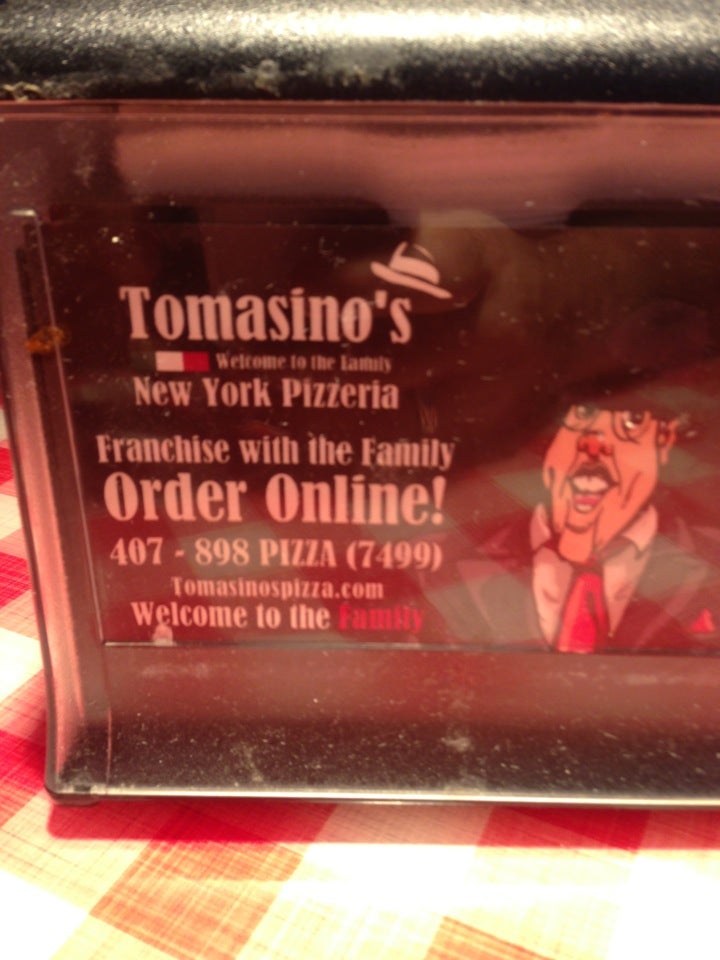 Tomasino's
Welcome to the Family
New York Pizzeria
Franchise with the Family
Order Online!
407 - 898 PIZZA (7499)
Tomasinospizza.com
Welcome to the Family